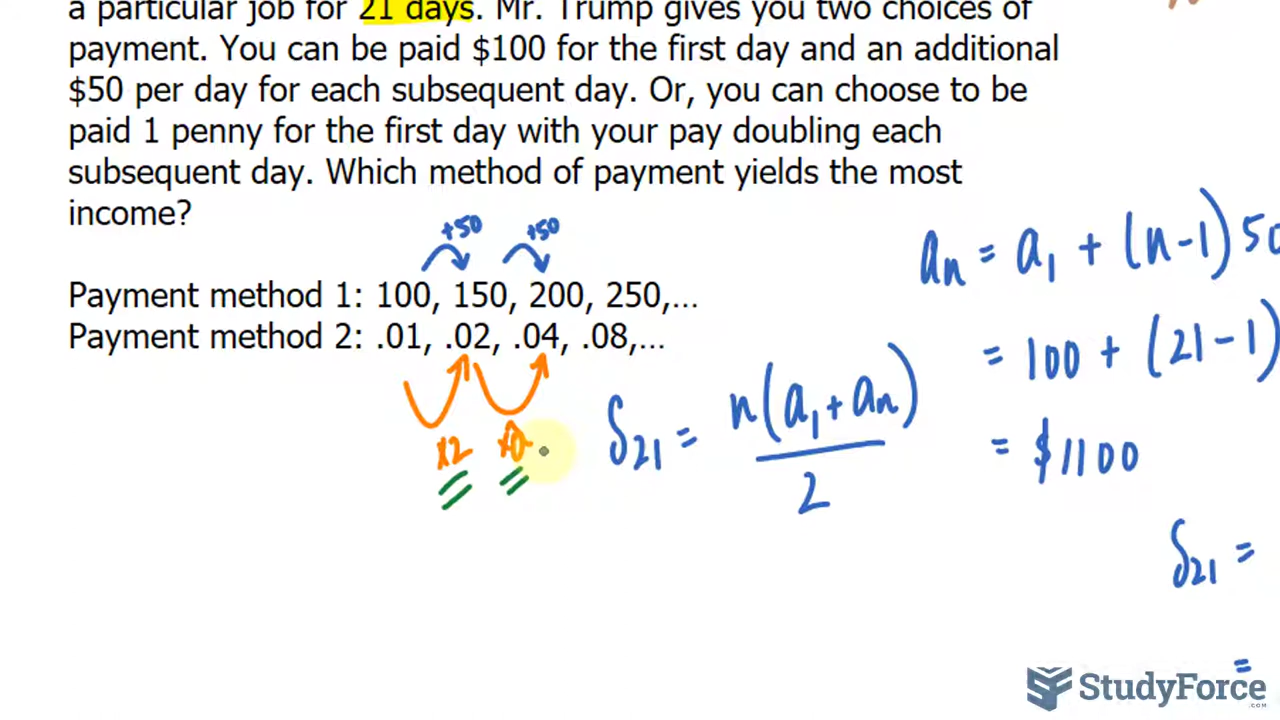 a particular job for 21 days. Mr. Trump gives you two choices of
payment. You can be paid $100 for the first day and an additional
$50 per day for each subsequent day. Or, you can choose to be
paid 1 penny for the first day with your pay doubling each
subsequent day. Which method of payment yields the most
income?
+50 +50
Payment method 1: 100, 150, 200, 250,...
Payment method 2: .01, .02, .04, .08,...
×2
an = a1 + (n-1) 50
= 100 + (21-1)
= $1100
S21 = n(a1+an)
2
S21 =
=
StudyForce
.COM